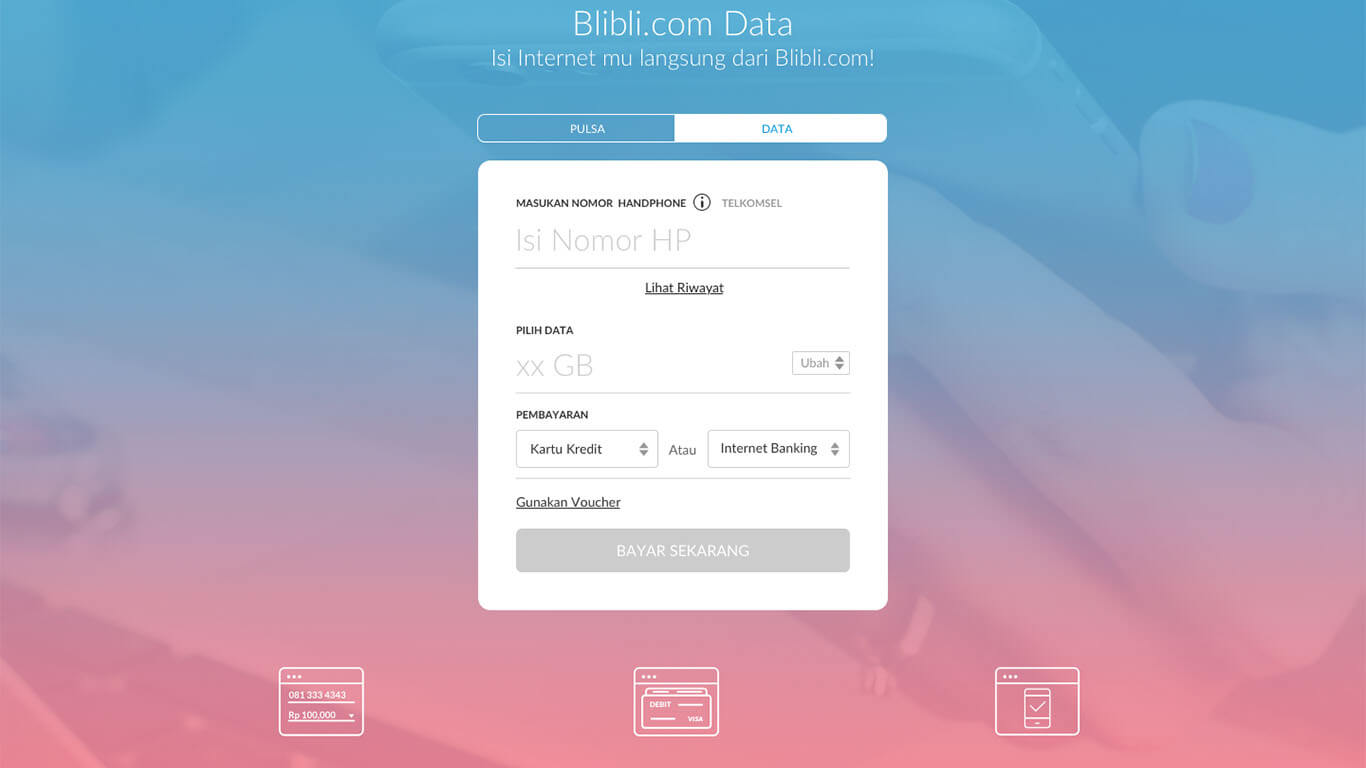 Blibli.com Data
Isi Internet mu langsung dari Blibli.com!
PULSA DATA
MASUKAN NOMOR HANDPHONE i TELKOMSEL
Isi Nomor HP
Lihat Riwayat
PILIH DATA
xx GB Ubah
PEMBAYARAN
Kartu Kredit Atau Internet Banking
Gunakan Voucher
BAYAR SEKARANG
081 333 4343
Rp 100,000
DEBIT
VISA